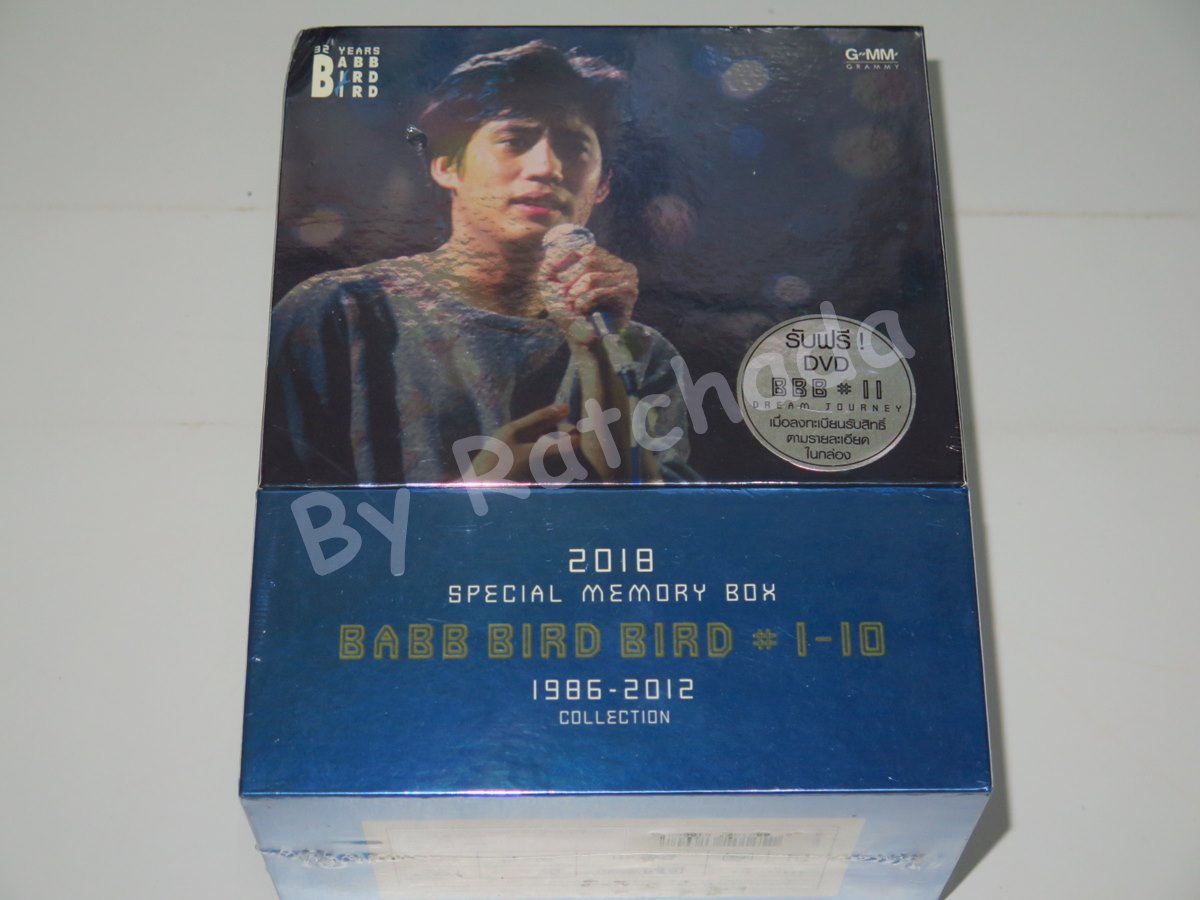 32 YEARS
BABB
BIRD
BIRD
G"MM'
GRAMMY
รับฟรี !
DVD
BBB # 11
DREAM JOURNEY
เมื่อลงทะเบียนรับสิทธิ์
ตามรายละเอียด
ในกล่อง
By Ratchada
2018
SPECIAL MEMORY BOX
BABB BIRD BIRD # 1-10
1986-2012
COLLECTION